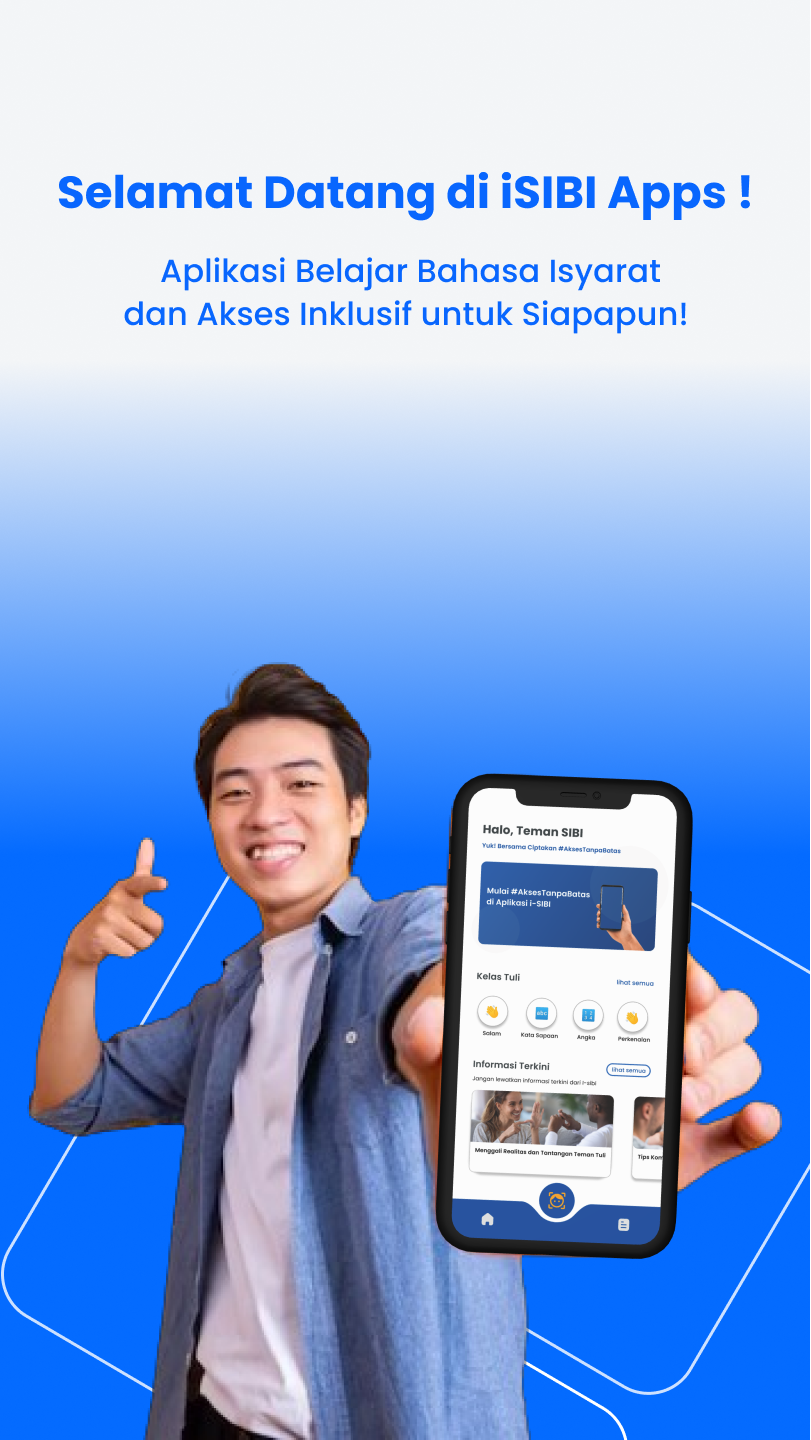 Selamat Datang di iSIBI Apps !
Aplikasi Belajar Bahasa Isyarat
dan Akses Inklusif untuk Siapapun!
Halo, Teman SIBI
Yuk! Bersama Ciptakan #AksesTanpaBatas
Mulai #AksesTanpaBatas
di Aplikasi i-SIBI
Kelas Tuli
lihat semua
Salam
Kata Sapaan
Angka
Perkenalan
Informasi Terkini
lihat semua
Jangan lewatkan informasi terkini dari i-sibi
Menggali Realitas dan Tantangan Teman Tuli
Tips Kom